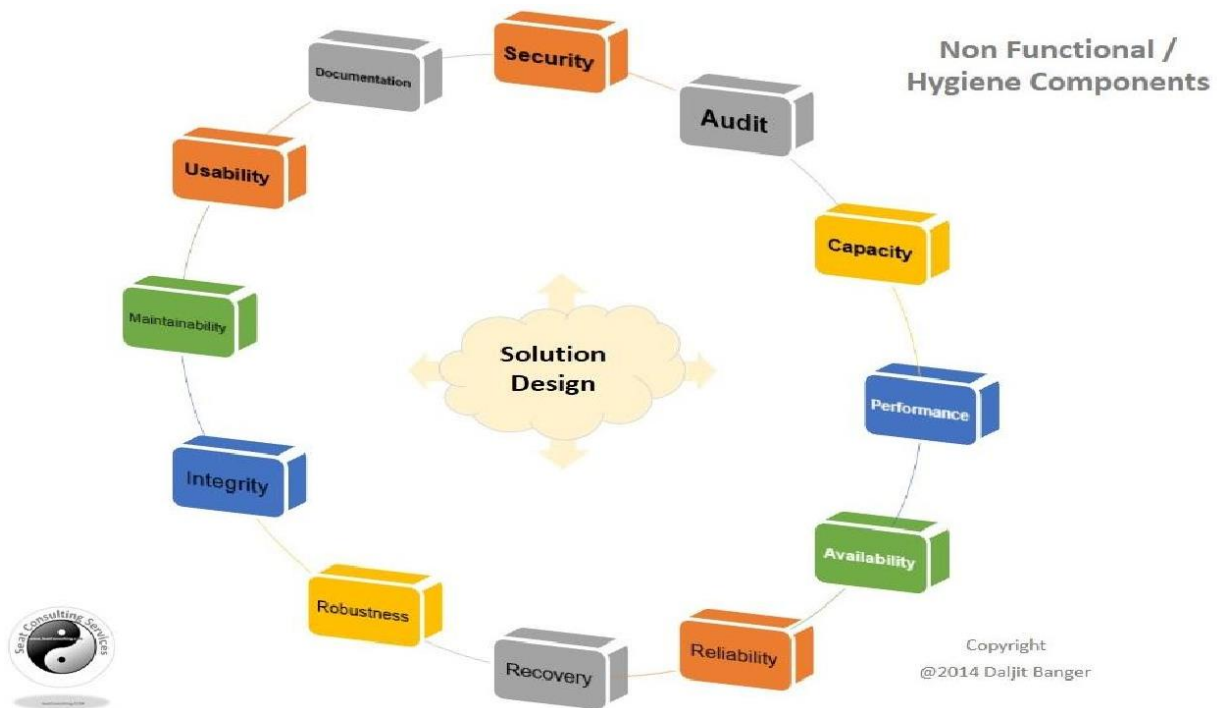 Non Functional /
Hygiene Components
Security
Audit
Capacity
Performance
Availability
Reliability
Recovery
Robustness
Integrity
Maintainability
Usability
Documentation
Solution
Design
Seat Consulting Services
Copyright
@2014 Daljit Banger